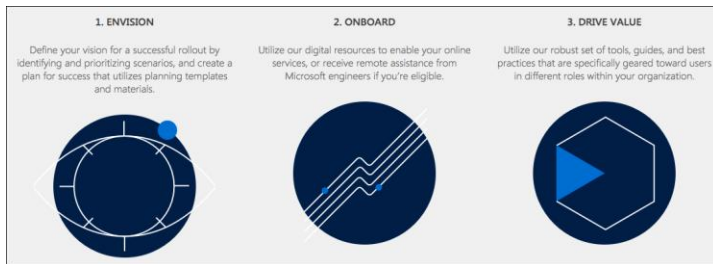 1. ENVISION
Define your vision for a successful rollout by
identifying and prioritizing scenarios, and create a
plan for success that utilizes planning templates
and materials.
2. ONBOARD
Utilize our digital resources to enable your online
services, or receive remote assistance from
Microsoft engineers if you're eligible.
3. DRIVE VALUE
Utilize our robust set of tools, guides, and best
practices that are specifically geared toward users
in different roles within your organization.